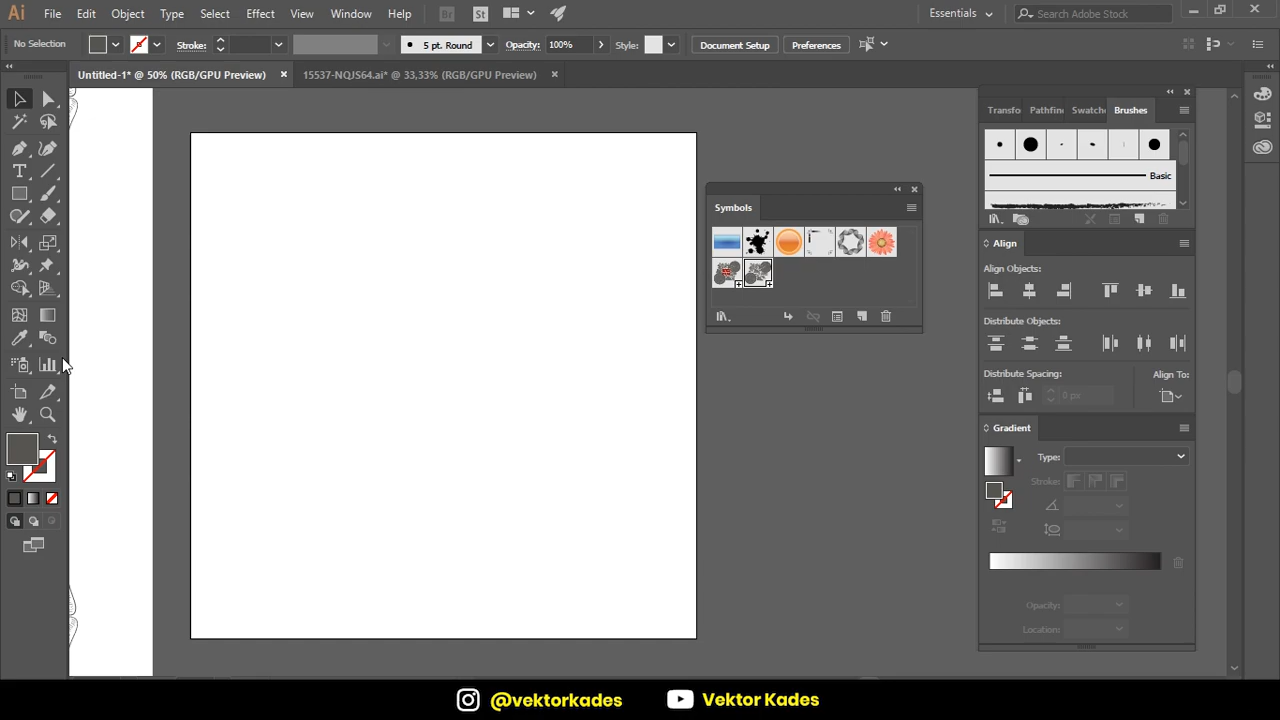 Ai File Edit Object Type Select Effect View Window Help Br St Essentials Search Adobe Stock
No Selection Stroke: 5 pt. Round Opacity: 100% Style: Document Setup Preferences
Untitled-1* @ 50% (RGB/GPU Preview) 15537-NQJS64.ai* @ 33,33% (RGB/GPU Preview)
Transfo Pathfin Swatch Brushes
Basic
Symbols
Align
Align Objects:
Distribute Objects:
Distribute Spacing: Align To:
0 px
Gradient
Type:
Stroke:
Opacity:
Location:
@vektorkades Vektor Kades